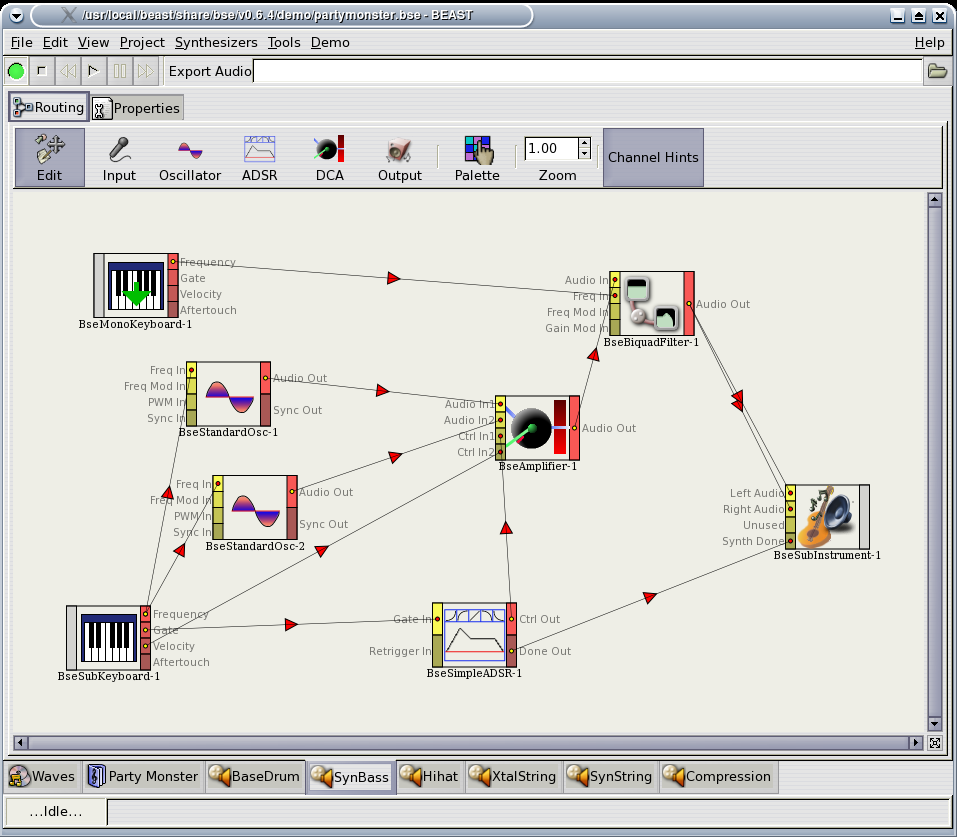 /usr/local/beast/share/bse/v0.6.4/demo/partymonster.bse - BEAST
File Edit View Project Synthesizers Tools Demo Help
Export Audio
Routing Properties
Edit Input Oscillator ADSR DCA Output Palette 1.00 Zoom Channel Hints
Frequency
Gate
Velocity
Aftertouch
BseMonoKeyboard-1
Audio In
Freq In
Freq Mod In
Gain Mod In
Audio Out
BseBiquadFilter-1
Freq In
Freq Mod In
PWM In
Sync In
Audio Out
Sync Out
BseStandardOsc-1
Audio In1
Audio In2
Ctrl In1
Ctrl In2
Audio Out
BseAmplifier-1
Freq In
Freq Mod In
PWM In
Sync In
Audio Out
Sync Out
BseStandardOsc-2
Left Audio
Right Audio
Unused
Synth Done
BseSubInstrument-1
Frequency
Gate
Velocity
Aftertouch
BseSubKeyboard-1
Gate In
Retrigger In
Ctrl Out
Done Out
BseSimpleADSR-1
Waves Party Monster BaseDrum SynBass Hihat XtalString SynString Compression
...Idle...